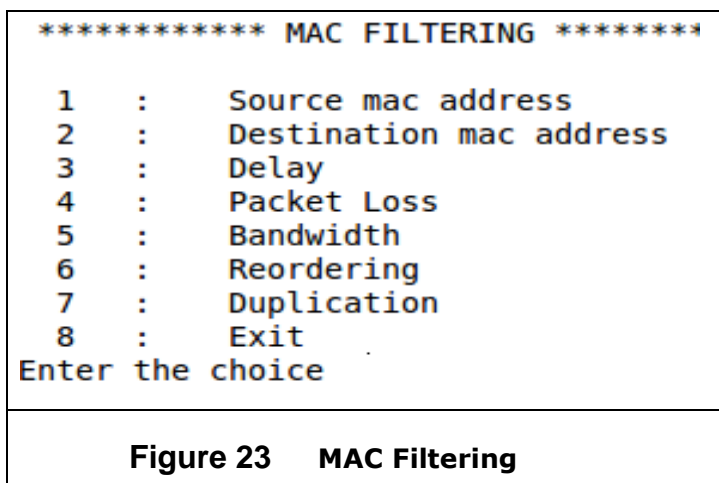 ************ MAC FILTERING ********
1 : Source mac address
2 : Destination mac address
3 : Delay
4 : Packet Loss
5 : Bandwidth
6 : Reordering
7 : Duplication
8 : Exit
Enter the choice
Figure 23 MAC Filtering